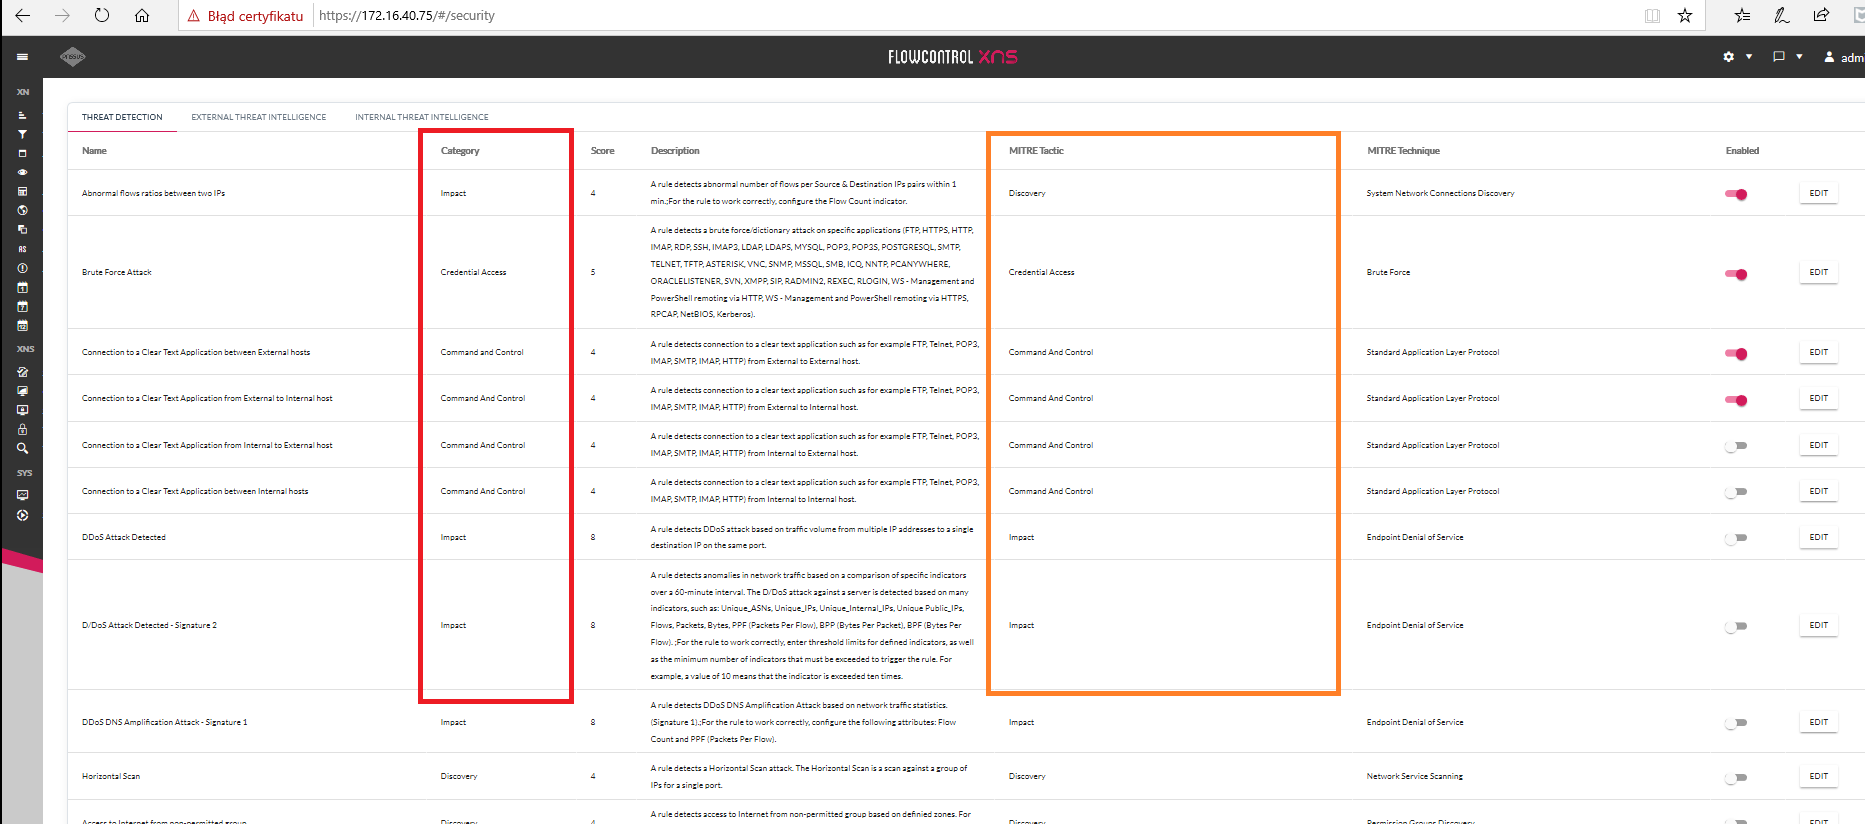 Błąd certyfikatu https://172.16.40.75/#/security
FLOWCONTROL XNS
adm
XN
AS
1
7
12
XNS
SYS
THREAT DETECTION EXTERNAL THREAT INTELLIGENCE INTERNAL THREAT INTELLIGENCE
Name Category Score Description MITRE Tactic MITRE Technique Enabled
Abnormal flows ratios between two IPs Impact 4 A rule detects abnormal number of flows per Source & Destination IPs pairs within 1
min.;For the rule to work correctly, configure the Flow Count indicator.
Discovery System Network Connections Discovery EDIT
Brute Force Attack Credential Access 5 A rule detects a brute force/dictionary attack on specific applications (FTP, HTTPS, HTTP,
IMAP, RDP, SSH, IMAP3, LDAP, LDAPS, MYSQL, POP3, POP3S, POSTGRESQL, SMTP,
TELNET, TFTP, ASTERISK, VNC, SNMP, MSSQL, SMB, ICQ, NNTP, PCANYWHERE,
ORACLELISTENER, SVN, XMPP, SIP, RADMIN2, REXEC, RLOGIN, WS - Management and
PowerShell remoting via HTTP, WS - Management and PowerShell remoting via HTTPS,
RPCAP, NetBIOS, Kerberos).
Credential Access Brute Force EDIT
Connection to a Clear Text Application between External hosts Command and Control 4 A rule detects connection to a clear text application such as for example FTP, Telnet, POP3,
IMAP, SMTP, IMAP, HTTP) from External to External host.
Command And Control Standard Application Layer Protocol EDIT
Connection to a Clear Text Application from External to Internal host Command And Control 4 A rule detects connection to a clear text application such as for example FTP, Telnet, POP3,
IMAP, SMTP, IMAP, HTTP) from External to Internal host.
Command And Control Standard Application Layer Protocol EDIT
Connection to a Clear Text Application from Internal to External host Command And Control 4 A rule detects connection to a clear text application such as for example FTP, Telnet, POP3,
IMAP, SMTP, IMAP, HTTP) from Internal to External host.
Command And Control Standard Application Layer Protocol EDIT
Connection to a Clear Text Application between Internal hosts Command And Control 4 A rule detects connection to a clear text application such as for example FTP, Telnet, POP3,
IMAP, SMTP, IMAP, HTTP) from Internal to Internal host.
Command And Control Standard Application Layer Protocol EDIT
DDoS Attack Detected Impact 8 A rule detects DDoS attack based on traffic volume from multiple IP addresses to a single
destination IP on the same port.
Impact Endpoint Denial of Service EDIT
D/DoS Attack Detected - Signature 2 Impact 8 A rule detects anomalies in network traffic based on a comparison of specific indicators
over a 60-minute interval. The D/DoS attack against a server is detected based on many
indicators, such as: Unique_ASNs, Unique_IPs, Unique_Internal_IPs, Unique Public_IPs,
Flows, Packets, Bytes, PPF (Packets Per Flow), BPP (Bytes Per Packet), BPF (Bytes Per
Flow). ;For the rule to work correctly, enter threshold limits for defined indicators, as well
as the minimum number of indicators that must be exceeded to trigger the rule. For
example, a value of 10 means that the indicator is exceeded ten times.
Impact Endpoint Denial of Service EDIT
DDoS DNS Amplification Attack - Signature 1 Impact 8 A rule detects DDoS DNS Amplification Attack based on network traffic statistics.
(Signature 1).;For the rule to work correctly, configure the following attributes: Flow
Count and PPF (Packets Per Flow).
Impact Endpoint Denial of Service EDIT
Horizontal Scan Discovery 4 A rule detects a Horizontal Scan attack. The Horizontal Scan is a scan against a group of
IPs for a single port.
Discovery Network Service Scanning EDIT
Access to Internet from non-permitted group Discovery 4 A rule detects access to Internet from non-permitted group based on definied zones. For
Discovery Permission Groups Discovery EDIT